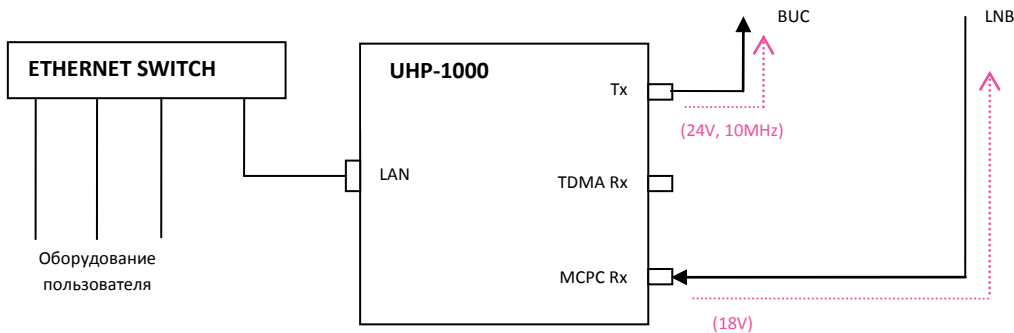 BUC
LNB
ETHERNET SWITCH
UHP-1000
Tx
(24V, 10MHz)
LAN
TDMA Rx
Оборудование
пользователя
MCPC Rx
(18V)